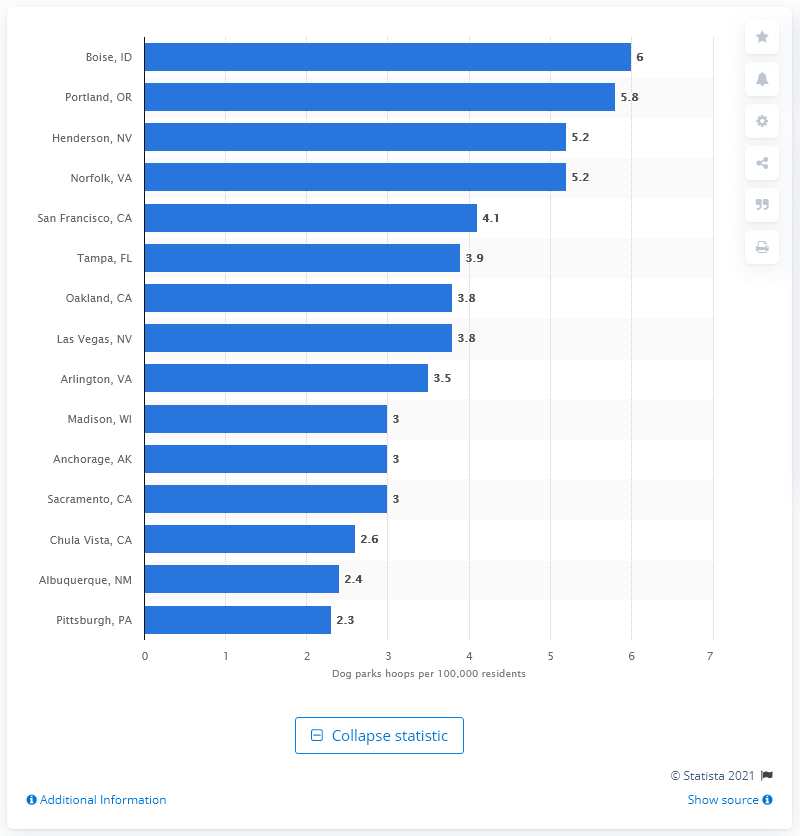 Boise, ID 6
Portland, OR 5.8
Henderson, NV 5.2
Norfolk, VA 5.2
San Francisco, CA 4.1
Tampa, FL 3.9
Oakland, CA 3.8
Las Vegas, NV 3.8
Arlington, VA 3.5
Madison, WI 3
Anchorage, AK 3
Sacramento, CA 3
Chula Vista, CA 2.6
Albuquerque, NM 2.4
Pittsburgh, PA 2.3
0 1 2 3 4 5 6 7
Dog parks hoops per 100,000 residents
Collapse statistic
© Statista 2021
Additional Information Show source